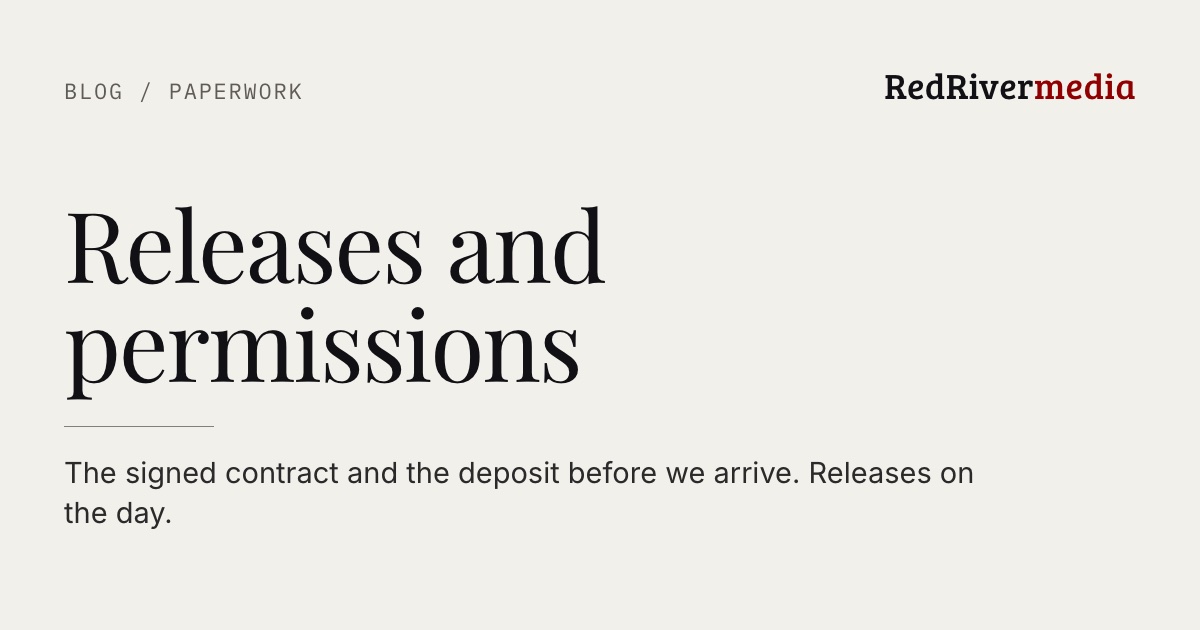 BLOG / PAPERWORK
RedRivermedia
Releases and
permissions
The signed contract and the deposit before we arrive. Releases on
the day.